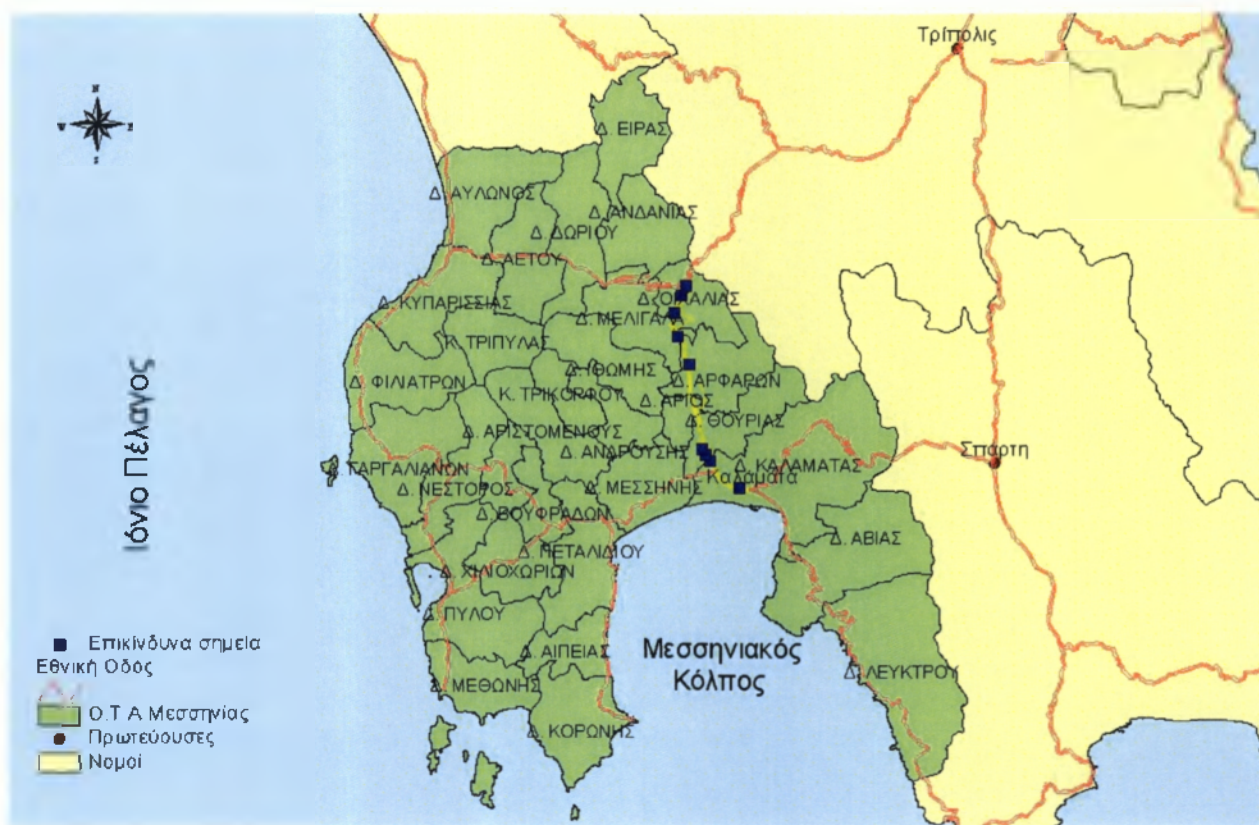 Τρίπολις
N
Δ. ΕΙΡΑΣ
Δ. ΑΥΛΩΝΟΣ
Δ. ΑΝΔΑΝΙΑΣ
Δ. ΔΩΡΙΟΥ
Δ. ΑΕΤΟΥ
Δ. ΚΥΠΑΡΙΣΣΙΑΣ
Δ. ΜΕΛΙΓΑΛΑ
Κ. ΤΡΙΠΥΛΑΣ
Δ. ΙΘΩΜΗΣ
Δ. ΦΙΛΙΑΤΡΩΝ
Δ. ΑΡΦΑΡΩΝ
Κ. ΤΡΙΚΟΡΦΟΥ
Δ. ΑΡΙΟΣ
Δ. ΘΟΥΡΙΑΣ
Δ. ΑΡΙΣΤΟΜΕΝΟΥΣ
Δ. ΑΝΔΡΟΥΣΗΣ
Σπάρτη
ΓΑΡΓΑΛΙΑΝΩΝ
Δ. ΚΑΛΑΜΑΤΑΣ
Καλαμάτα
Δ. ΝΕΣΤΟΡΟΣ
Δ. ΜΕΣΣΗΝΗΣ
Δ. ΒΟΥΦΡΑΔΩΝ
Δ. ΑΒΙΑΣ
Δ. ΠΕΤΑΛΙΔΙΟΥ
Δ. ΧΙΛΙΟΧΩΡΙΩΝ
Δ. ΠΥΛΟΥ
Ιόνιο Πέλαγος
Δ. ΑΙΠΕΙΑΣ
Μεσσηνιακός
Κόλπος
Δ. ΛΕΥΚΤΡΟΥ
Δ. ΜΕΘΩΝΗΣ
Δ. ΚΟΡΩΝΗΣ
Επικίνδυνα σημεία
Εθνική Οδός
Ο.Τ Α Μεσσηνίας
Πρωτεύουσες
Νομοί